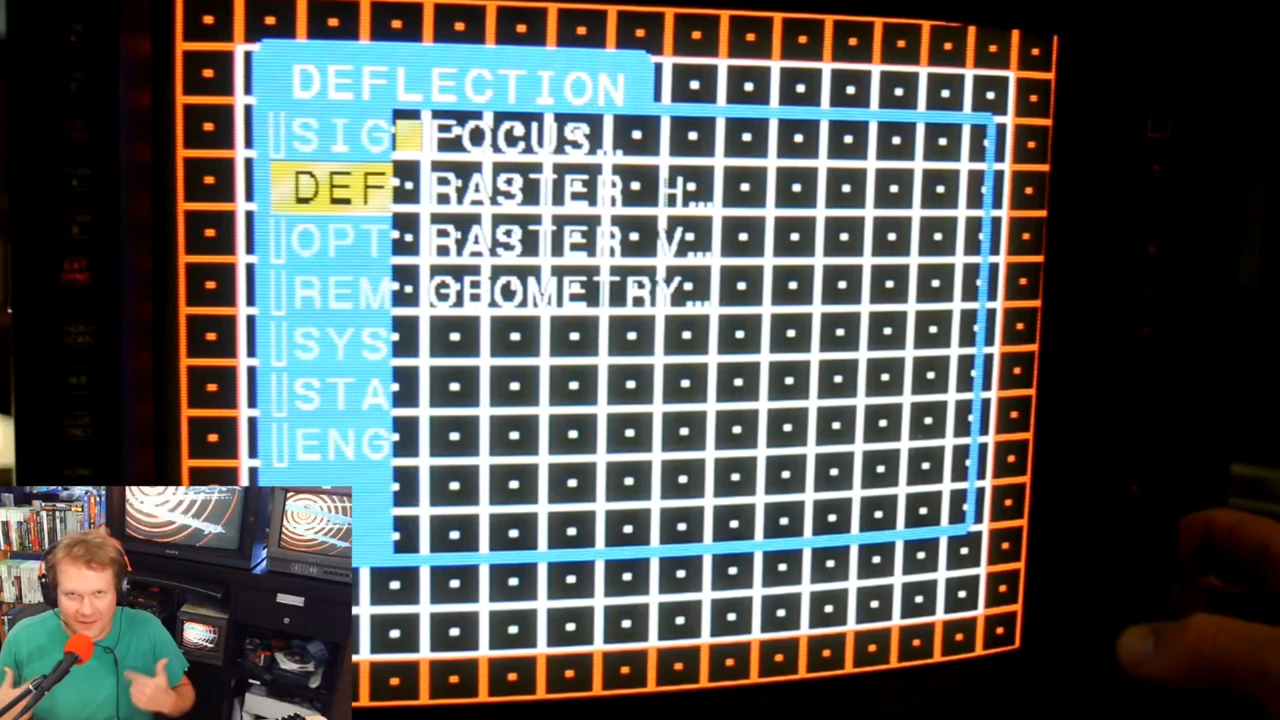 DEFLECTION
SIG FOCUS…
DEF RASTER H…
OPT RASTER V…
REM GEOMETRY…
SYS
STA
ENG